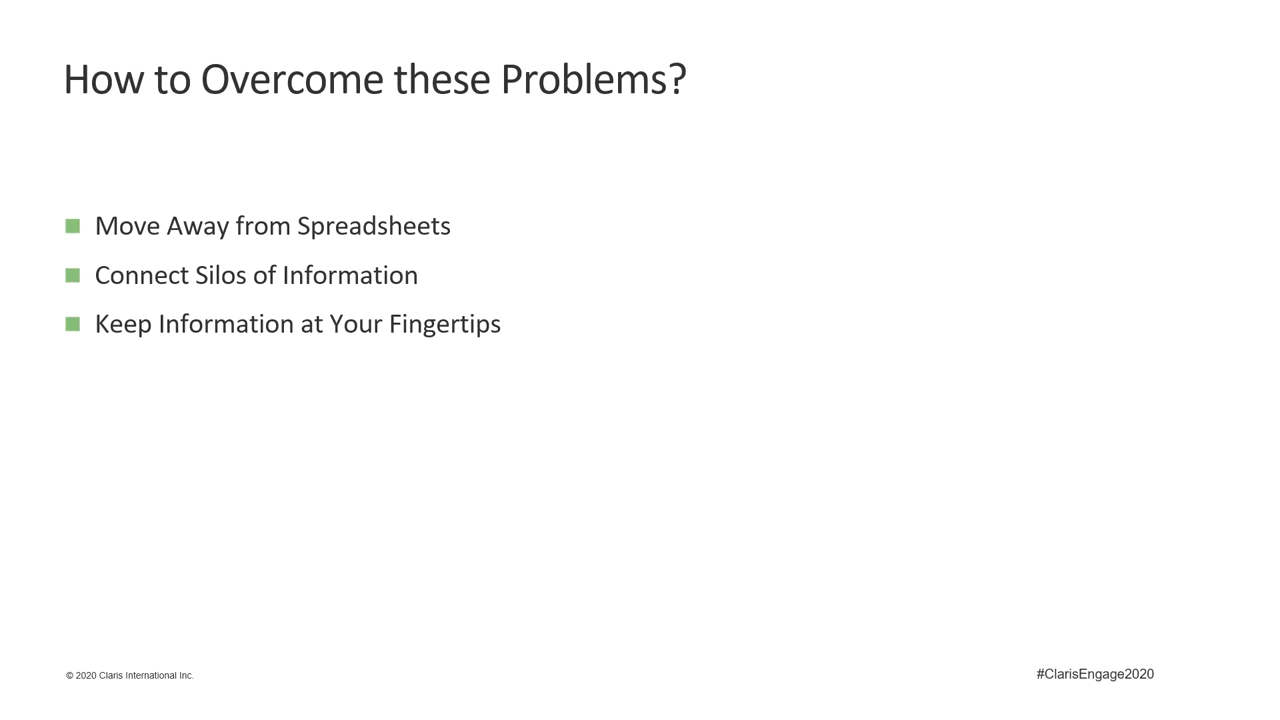 How to Overcome these Problems?
Move Away from Spreadsheets
Connect Silos of Information
Keep Information at Your Fingertips
© 2020 Claris International Inc.
#ClarisEngage2020